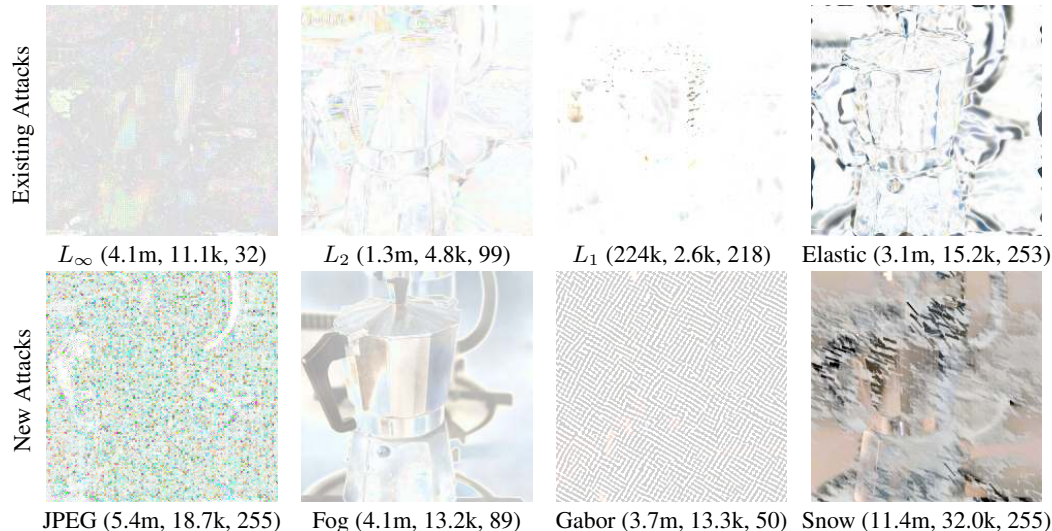 Existing Attacks
L∞ (4.1m, 11.1k, 32)
L2 (1.3m, 4.8k, 99)
L1 (224k, 2.6k, 218)
Elastic (3.1m, 15.2k, 253)
New Attacks
JPEG (5.4m, 18.7k, 255)
Fog (4.1m, 13.2k, 89)
Gabor (3.7m, 13.3k, 50)
Snow (11.4m, 32.0k, 255)